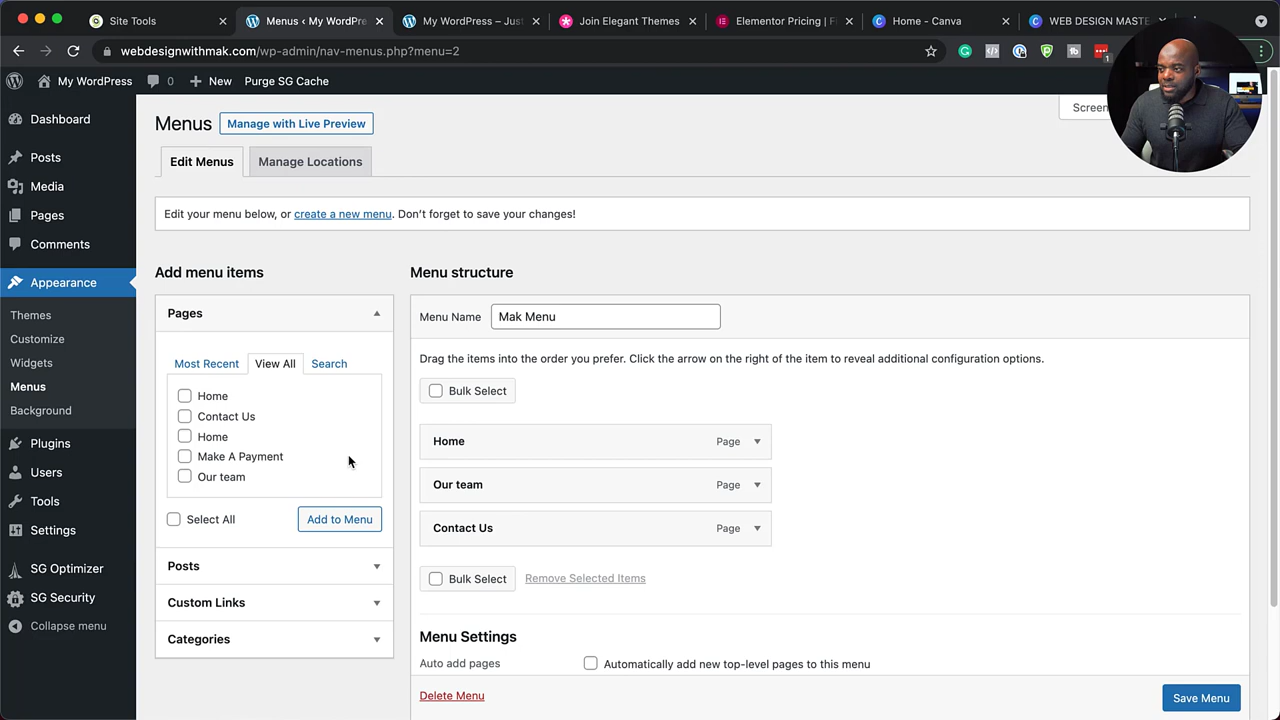 Site Tools
Menus ‹ My WordPre
My WordPress – Just
Join Elegant Themes
Elementor Pricing | F
Home - Canva
WEB DESIGN MASTE
webdesignwithmak.com/wp-admin/nav-menus.php?menu=2
My WordPress
0
New
Purge SG Cache
Dashboard
Posts
Media
Pages
Comments
Appearance
Themes
Customize
Widgets
Menus
Background
Plugins
Users
Tools
Settings
SG Optimizer
SG Security
Collapse menu
Screen
Menus
Manage with Live Preview
Edit Menus
Manage Locations
Edit your menu below, or create a new menu. Don’t forget to save your changes!
Add menu items
Pages
Most Recent
View All
Search
Home
Contact Us
Home
Make A Payment
Our team
Select All
Add to Menu
Posts
Custom Links
Categories
Menu structure
Menu Name
Mak Menu
Drag the items into the order you prefer. Click the arrow on the right of the item to reveal additional configuration options.
Bulk Select
Home Page
Our team Page
Contact Us Page
Bulk Select
Remove Selected Items
Menu Settings
Auto add pages
Automatically add new top-level pages to this menu
Delete Menu
Save Menu